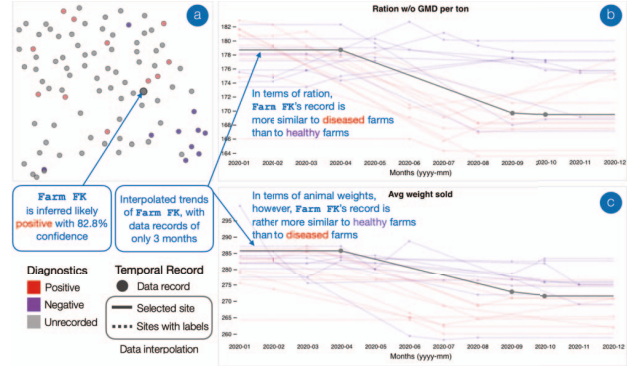 a
Farm FK
is inferred likely
positive with 82.8%
confidence
Interpolated trends
of Farm FK, with
data records of
only 3 months
Diagnostics
Positive
Negative
Unrecorded
Temporal Record
Data record
Selected site
Sites with labels
Data interpolation
Ration w/o GMD per ton
b
182
180
178
176
174
172
170
168
166
164
In terms of ration,
Farm FK's record is
more similar to diseased farms
than to healthy farms
2020-01 2020-02 2020-03 2020-04 2020-05 2020-06 2020-07 2020-08 2020-09 2020-10 2020-11 2020-12
Months (yyyy-mm)
Avg weight sold
c
In terms of animal weights,
however, Farm FK's record is
rather more similar to healthy farms
than to diseased farms
295
290
285
280
275
270
265
260
2020-01 2020-02 2020-03 2020-04 2020-05 2020-06 2020-07 2020-08 2020-09 2020-10 2020-11 2020-12
Months (yyyy-mm)